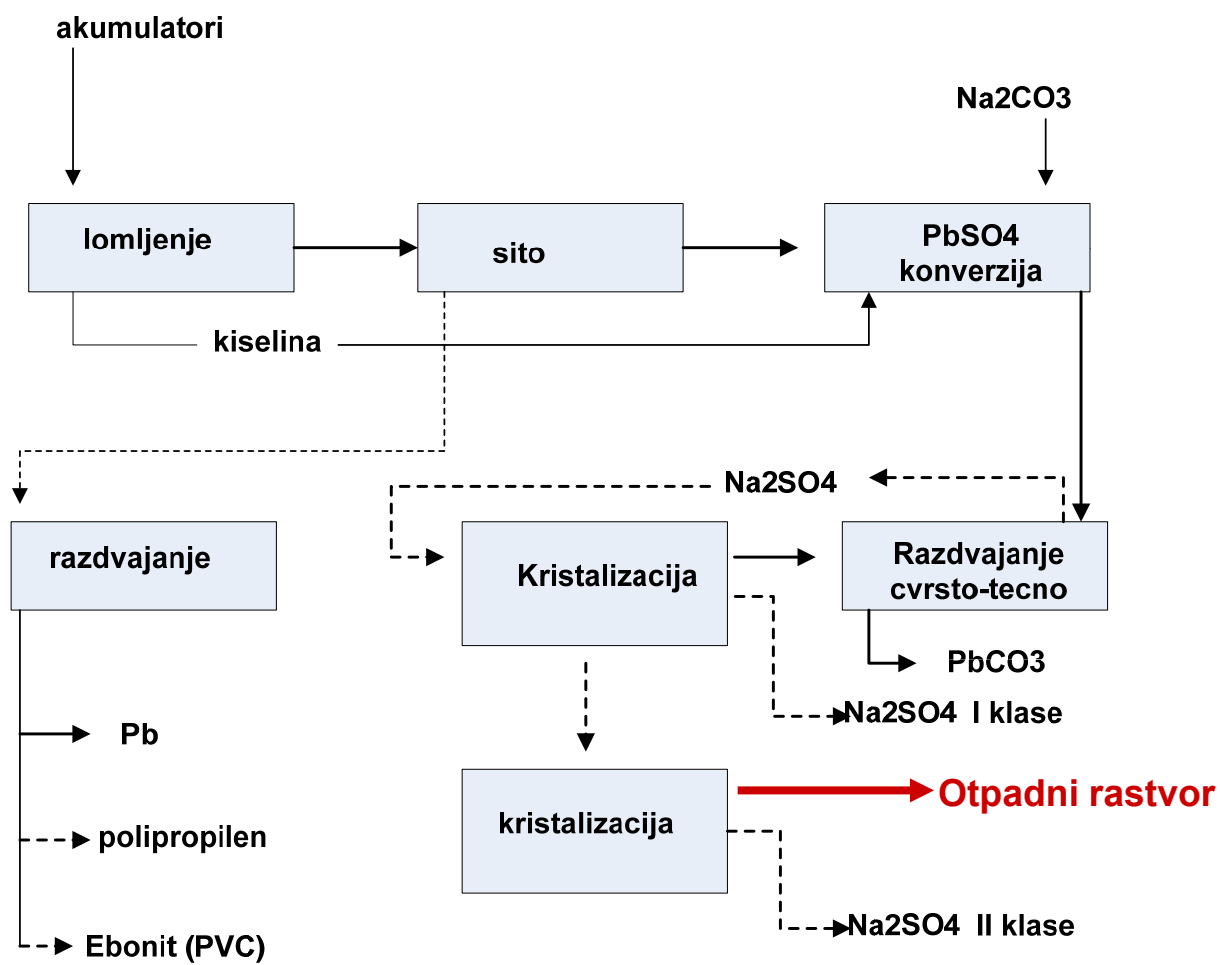 akumulatori
Na2CO3
lomljenje
sito
PbSO4
konverzija
kiselina
Na2SO4
razdvajanje
Kristalizacija
Razdvajanje
cvrsto-tecno
PbCO3
Na2SO4 I klase
Pb
kristalizacija
Otpadni rastvor
polipropilen
Ebonit (PVC)
Na2SO4 II klase